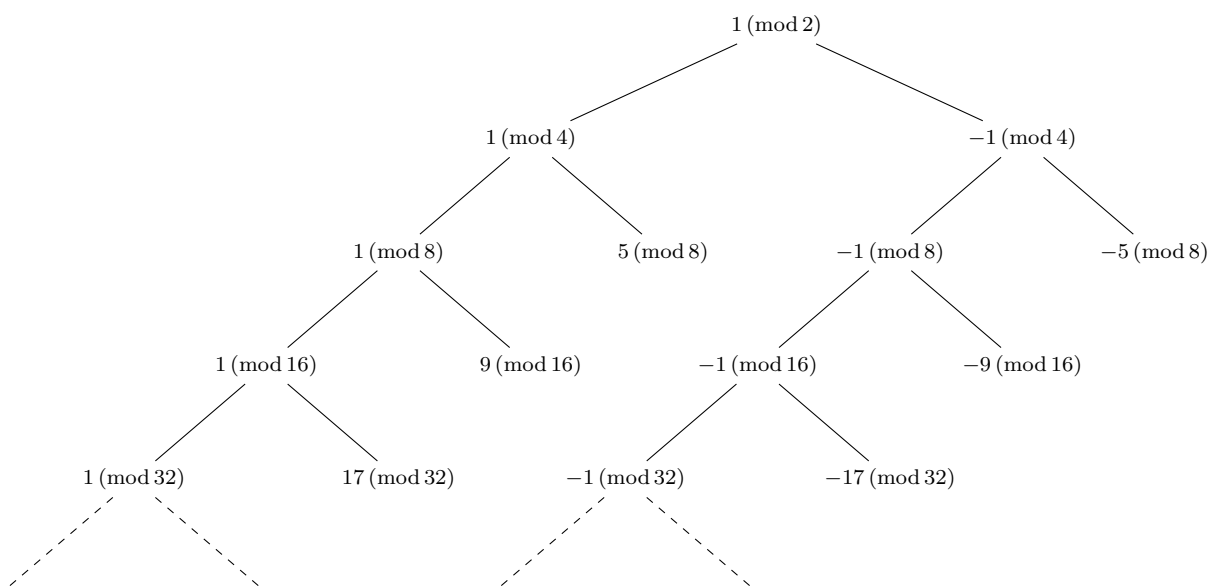 1 (mod 2)
1 (mod 4) −1 (mod 4)
1 (mod 8) 5 (mod 8) −1 (mod 8) −5 (mod 8)
1 (mod 16) 9 (mod 16) −1 (mod 16) −9 (mod 16)
1 (mod 32) 17 (mod 32) −1 (mod 32) −17 (mod 32)